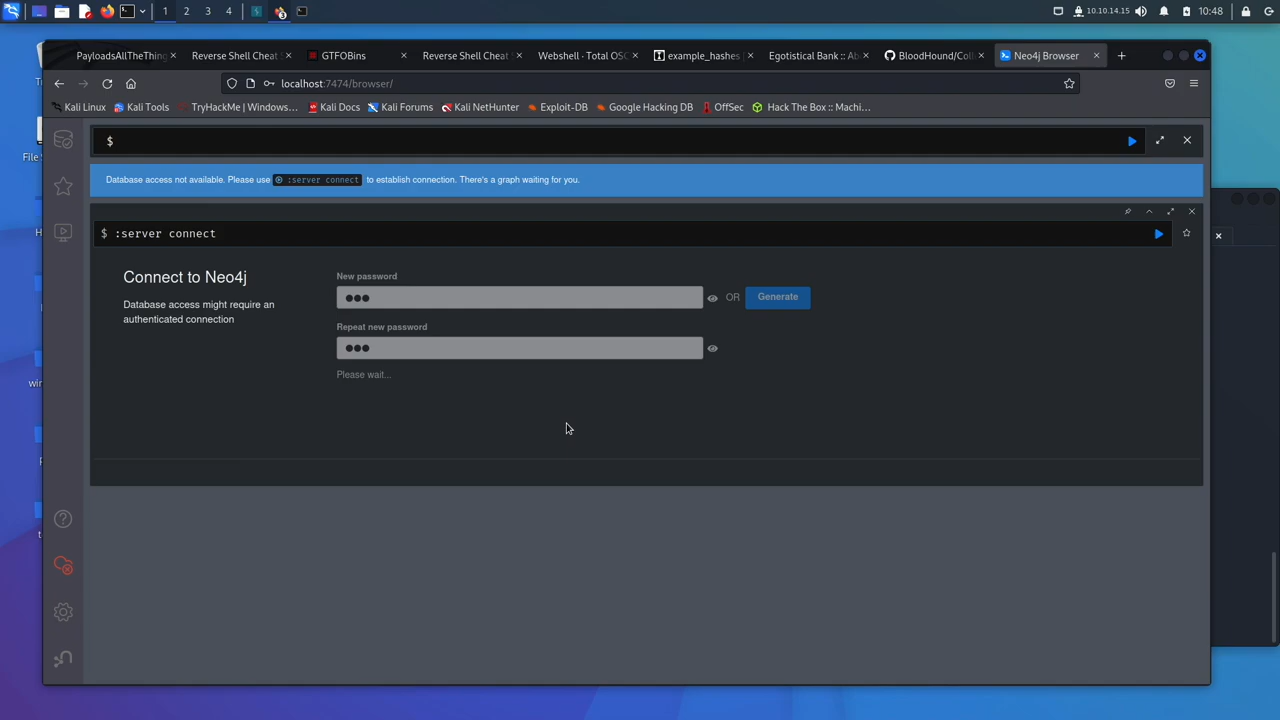 1 2 3 4 3 10.10.14.15 10:48
PayloadsAllTheThing Reverse Shell Cheat S GTFOBins Reverse Shell Cheat S Webshell - Total OSC example_hashes Egotistical Bank :: Ab BloodHound/Coll Neo4j Browser
localhost:7474/browser/
Kali Linux Kali Tools TryHackMe | Windows... Kali Docs Kali Forums Kali NetHunter Exploit-DB Google Hacking DB OffSec Hack The Box :: Machi...
$
Database access not available. Please use :server connect to establish connection. There's a graph waiting for you.
$ :server connect
Connect to Neo4j
Database access might require an
authenticated connection
New password
OR Generate
Repeat new password
Please wait...